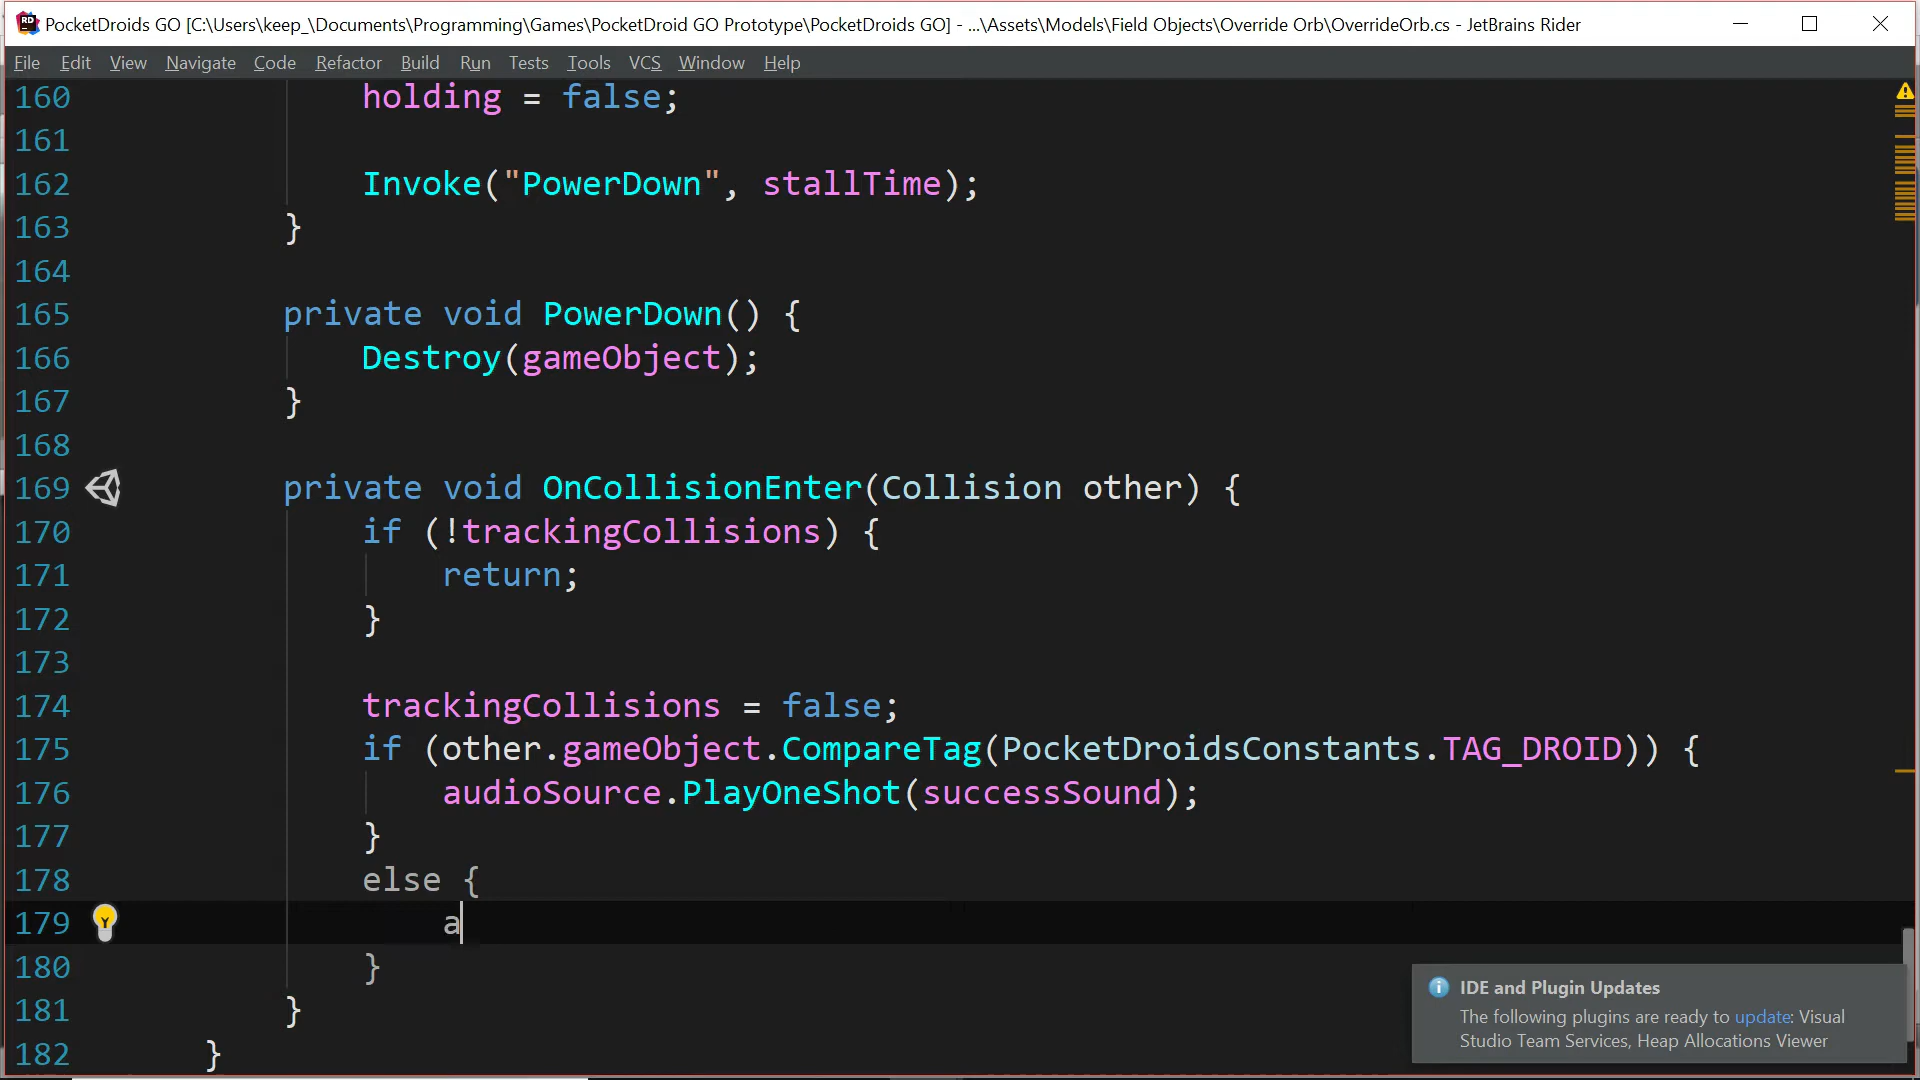 PocketDroids GO [C:\Users\keep_\Documents\Programming\Games\PocketDroid GO Prototype\PocketDroids GO] - ...\Assets\Models\Field Objects\Override Orb\OverrideOrb.cs - JetBrains Rider
File Edit View Navigate Code Refactor Build Run Tests Tools VCS Window Help
160 holding = false;
161
162 Invoke("PowerDown", stallTime);
163 }
164
165 private void PowerDown() {
166 Destroy(gameObject);
167 }
168
169 private void OnCollisionEnter(Collision other) {
170 if (!trackingCollisions) {
171 return;
172 }
173
174 trackingCollisions = false;
175 if (other.gameObject.CompareTag(PocketDroidsConstants.TAG_DROID)) {
176 audioSource.PlayOneShot(successSound);
177 }
178 else {
179 a
180 }
181 }
182 }
IDE and Plugin Updates
The following plugins are ready to update: Visual
Studio Team Services, Heap Allocations Viewer